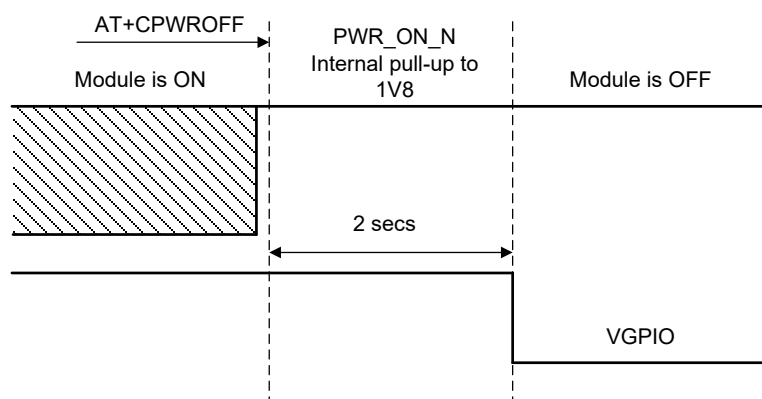 AT+CPWROFF
PWR_ON_N
Internal pull-up to
1V8
Module is ON
Module is OFF
2 secs
VGPIO